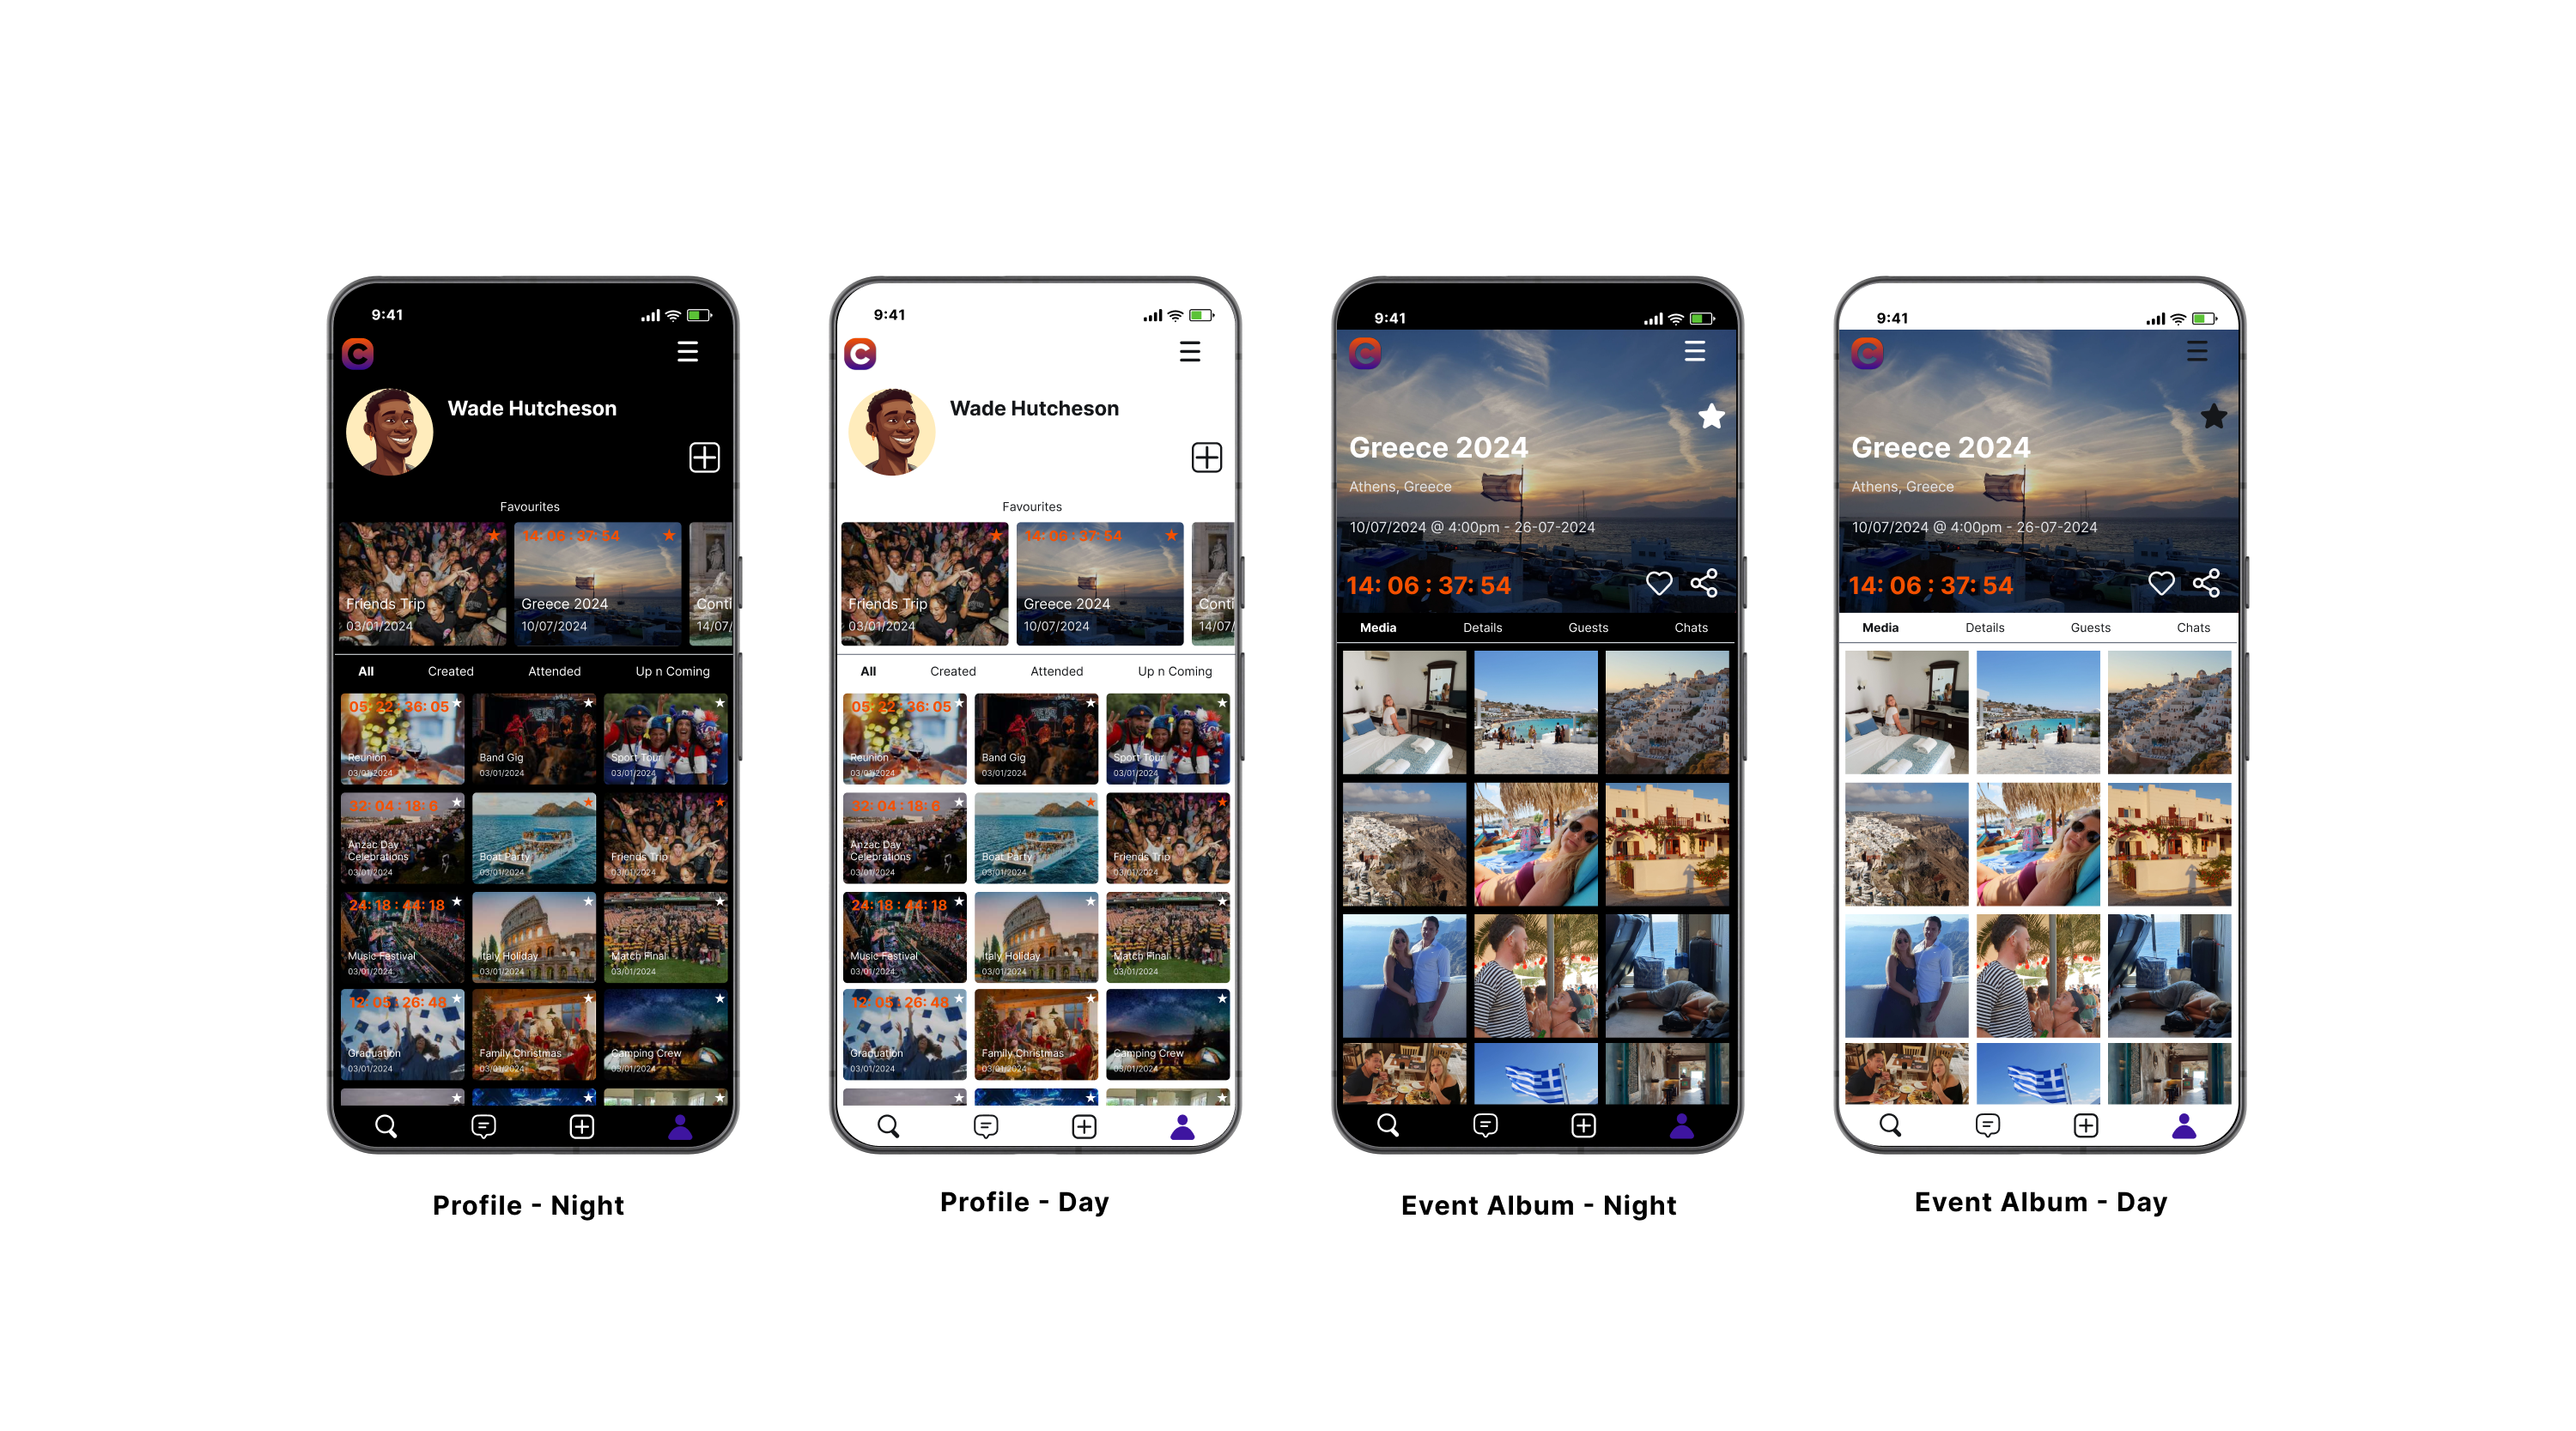 9:41
C
Wade Hutcheson
Favourites
14: 06 : 37: 54
Friends Trip
03/01/2024
Greece 2024
10/07/2024
Conti
14/07/
All
Created
Attended
Up n Coming
05: 22 : 36: 05
Reunion
03/01/2024
Band Gig
03/01/2024
Sport Tour
03/01/2024
32: 04 : 18: 6
Anzac Day
Celebrations
03/01/2024
Boat Party
03/01/2024
Friends Trip
03/01/2024
24: 18 : 44: 18
Music Festival
03/01/2024
Italy Holiday
03/01/2024
Match Final
03/01/2024
12: 05 : 26: 48
Graduation
03/01/2024
Family Christmas
03/01/2024
Camping Crew
03/01/2024
Profile - Night
9:41
C
Wade Hutcheson
Favourites
14: 06 : 37: 54
Friends Trip
03/01/2024
Greece 2024
10/07/2024
Conti
14/07/
All
Created
Attended
Up n Coming
05: 22 : 36: 05
Reunion
03/01/2024
Band Gig
03/01/2024
Sport Tour
03/01/2024
32: 04 : 18: 6
Anzac Day
Celebrations
03/01/2024
Boat Party
03/01/2024
Friends Trip
03/01/2024
24: 18 : 44: 18
Music Festival
03/01/2024
Italy Holiday
03/01/2024
Match Final
03/01/2024
12: 05 : 26: 48
Graduation
03/01/2024
Family Christmas
03/01/2024
Camping Crew
03/01/2024
Profile - Day
9:41
C
Greece 2024
Athens, Greece
10/07/2024 @ 4:00pm - 26-07-2024
14: 06 : 37: 54
Media
Details
Guests
Chats
Event Album - Night
9:41
C
Greece 2024
Athens, Greece
10/07/2024 @ 4:00pm - 26-07-2024
14: 06 : 37: 54
Media
Details
Guests
Chats
Event Album - Day